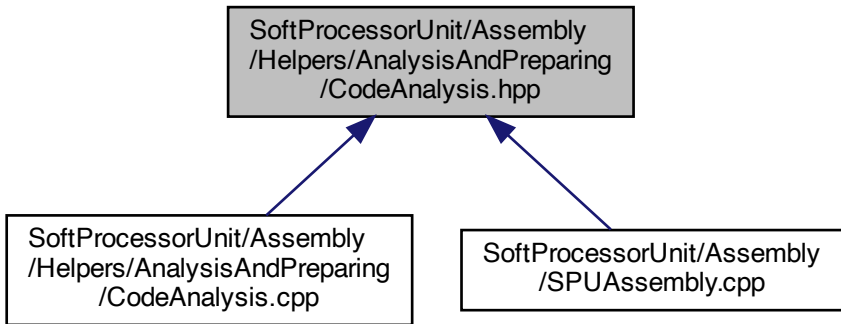 SoftProcessorUnit/Assembly
/Helpers/AnalysisAndPreparing
/CodeAnalysis.hpp
SoftProcessorUnit/Assembly
/Helpers/AnalysisAndPreparing
/CodeAnalysis.cpp
SoftProcessorUnit/Assembly
/SPUAssembly.cpp